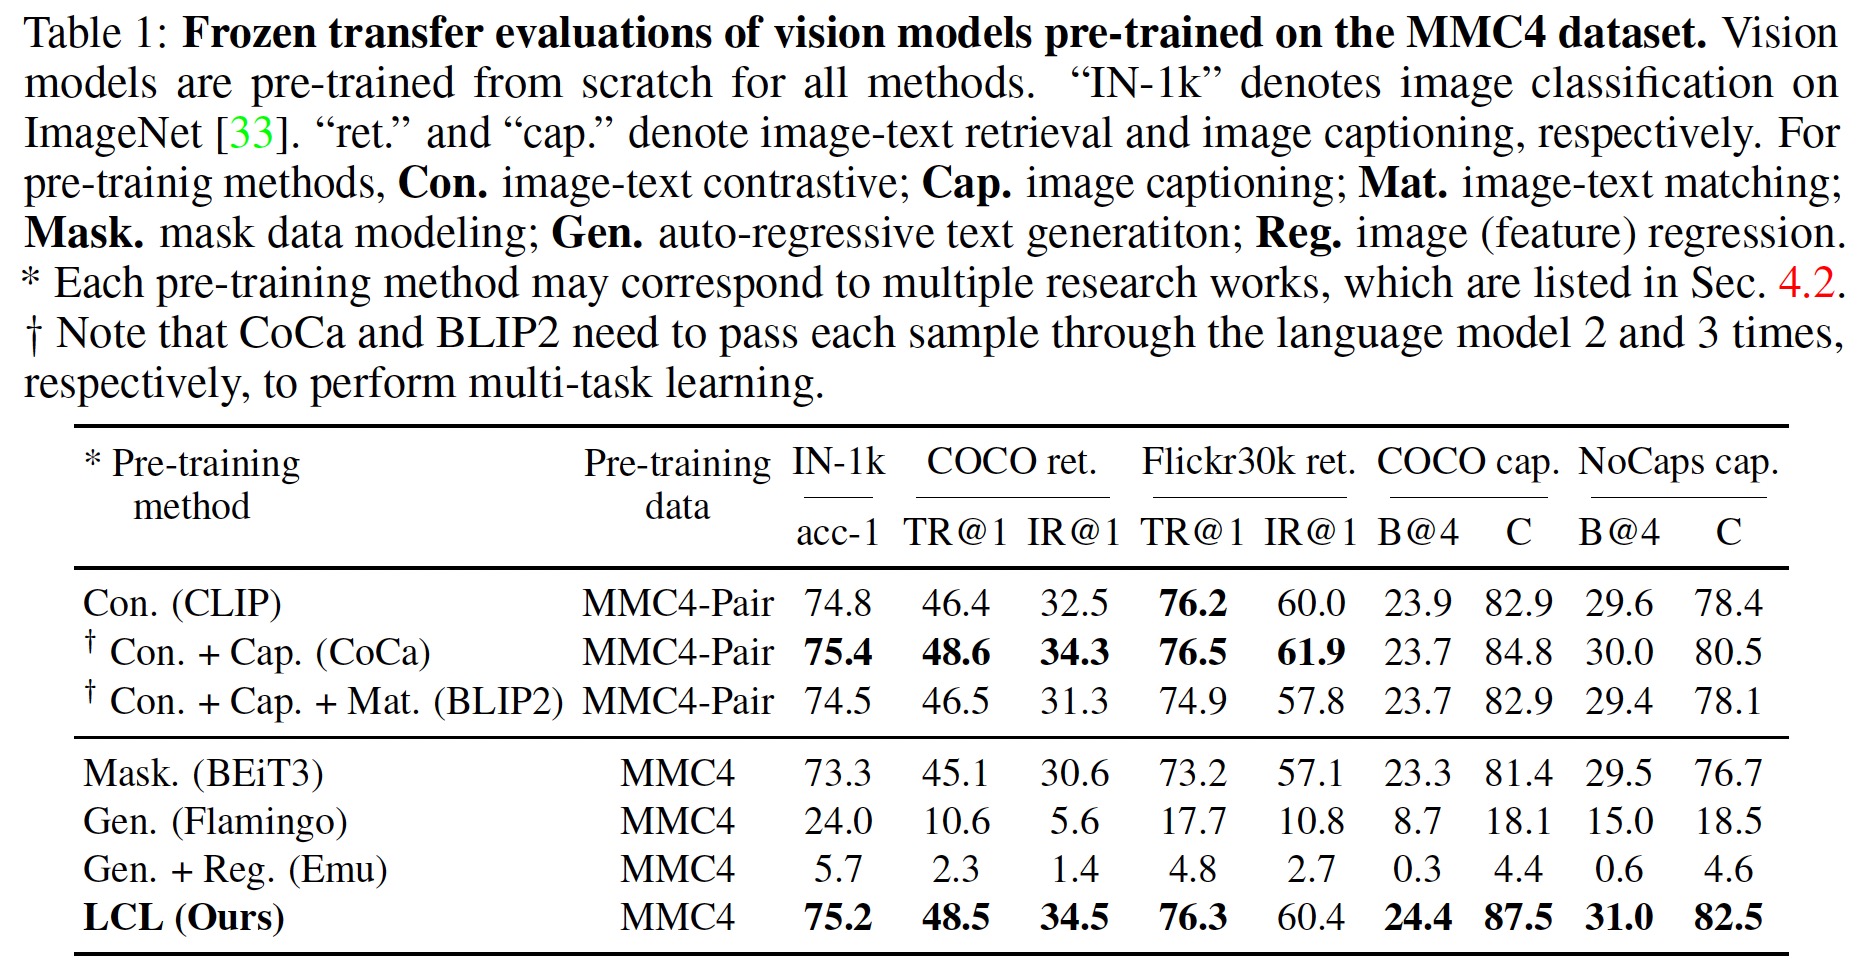 Table 1: Frozen transfer evaluations of vision models pre-trained on the MMC4 dataset. Vision
models are pre-trained from scratch for all methods. “IN-1k” denotes image classification on
ImageNet [33]. “ret.” and “cap.” denote image-text retrieval and image captioning, respectively. For
pre-trainig methods, Con. image-text contrastive; Cap. image captioning; Mat. image-text matching;
Mask. mask data modeling; Gen. auto-regressive text generatiton; Reg. image (feature) regression.
* Each pre-training method may correspond to multiple research works, which are listed in Sec. 4.2.
† Note that CoCa and BLIP2 need to pass each sample through the language model 2 and 3 times,
respectively, to perform multi-task learning.
* Pre-training Pre-training IN-1k COCO ret. Flickr30k ret. COCO cap. NoCaps cap.
method data acc-1 TR@1 IR@1 TR@1 IR@1 B@4 C B@4 C
Con. (CLIP) MMC4-Pair 74.8 46.4 32.5 76.2 60.0 23.9 82.9 29.6 78.4
† Con. + Cap. (CoCa) MMC4-Pair 75.4 48.6 34.3 76.5 61.9 23.7 84.8 30.0 80.5
† Con. + Cap. + Mat. (BLIP2) MMC4-Pair 74.5 46.5 31.3 74.9 57.8 23.7 82.9 29.4 78.1
Mask. (BEiT3) MMC4 73.3 45.1 30.6 73.2 57.1 23.3 81.4 29.5 76.7
Gen. (Flamingo) MMC4 24.0 10.6 5.6 17.7 10.8 8.7 18.1 15.0 18.5
Gen. + Reg. (Emu) MMC4 5.7 2.3 1.4 4.8 2.7 0.3 4.4 0.6 4.6
LCL (Ours) MMC4 75.2 48.5 34.5 76.3 60.4 24.4 87.5 31.0 82.5